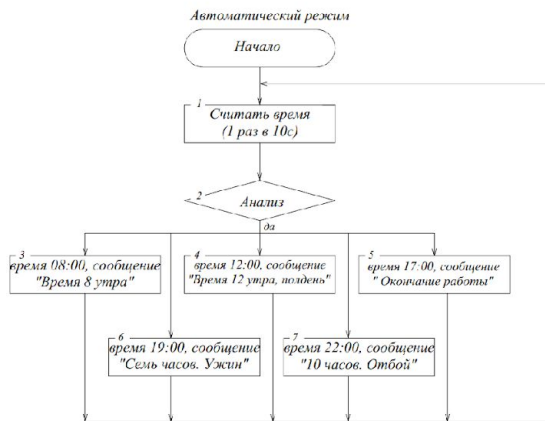 Автоматический режим
Начало
1
Считать время
(1 раз в 10с)
2
Анализ
да
3
время 08:00, сообщение
"Время 8 утра"
4
время 12:00, сообщение
"Время 12 утра, полдень"
5
время 17:00, сообщение
" Окончание работы"
6
время 19:00, сообщение
"Семь часов. Ужин"
7
время 22:00, сообщение
"10 часов. Отбой"